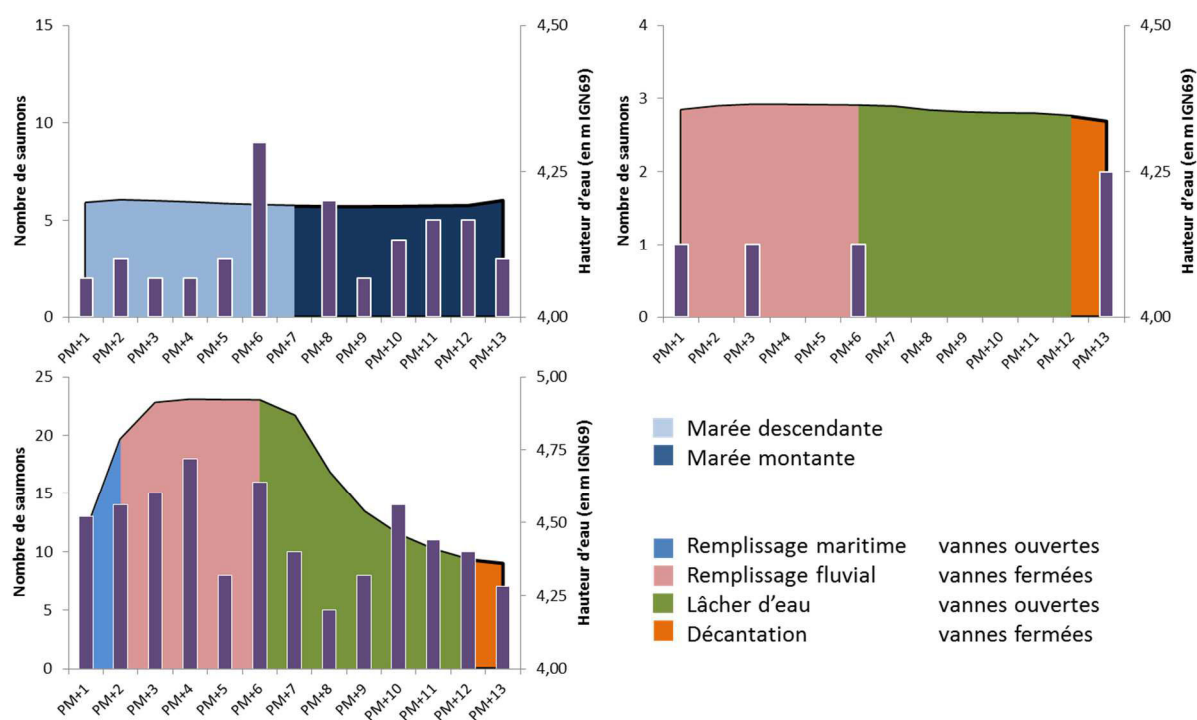 Nombre de saumons
15
10
5
0
4,50
4,25
4,00
Hauteur d'eau (en m IGN69)
PM+1
PM+2
PM+3
PM+4
PM+5
PM+6
PM+7
PM+8
PM+9
PM+10
PM+11
PM+12
PM+13
Nombre de saumons
4
3
2
1
0
4,50
4,25
4,00
Hauteur d'eau (en m IGN69)
PM+1
PM+2
PM+3
PM+4
PM+5
PM+6
PM+7
PM+8
PM+9
PM+10
PM+11
PM+12
PM+13
Nombre de saumons
25
20
15
10
5
0
5,00
4,75
4,50
4,25
4,00
Hauteur d'eau (en m IGN69)
PM+1
PM+2
PM+3
PM+4
PM+5
PM+6
PM+7
PM+8
PM+9
PM+10
PM+11
PM+12
PM+13
Marée descendante
Marée montante
Remplissage maritime vannes ouvertes
Remplissage fluvial vannes fermées
Lâcher d'eau vannes ouvertes
Décantation vannes fermées